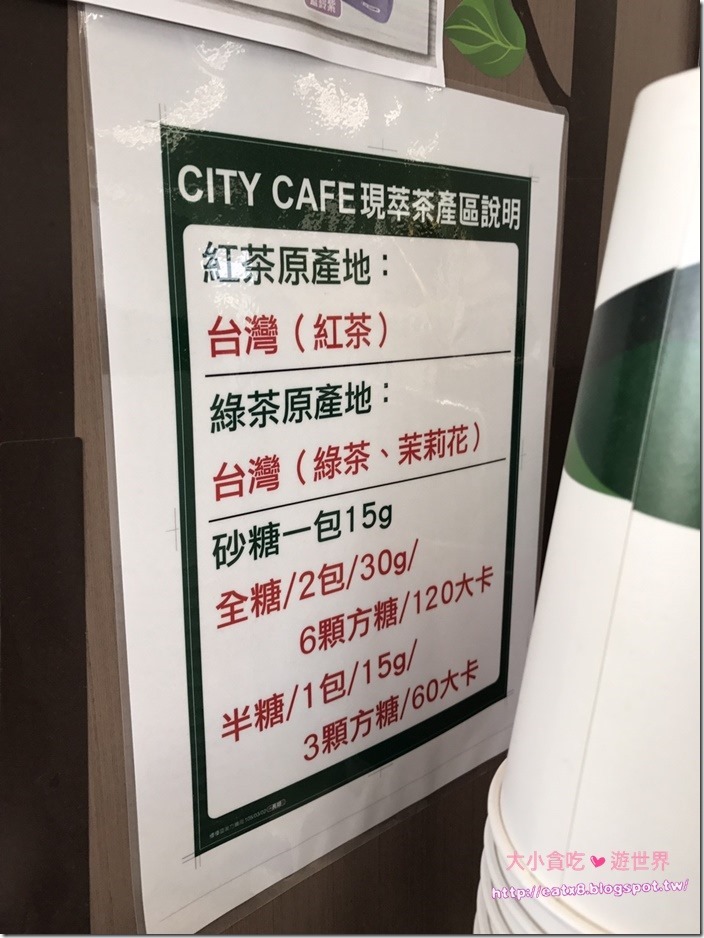 CITY CAFE 現萃茶產區說明
紅茶原產地：
台灣（紅茶）
綠茶原產地：
台灣（綠茶、茉莉花）
砂糖一包15g
全糖/2包/30g/
6顆方糖/120大卡
半糖/1包/15g/
3顆方糖/60大卡
大小貪吃❤遊世界
http://eatx8.blogspot.tw/